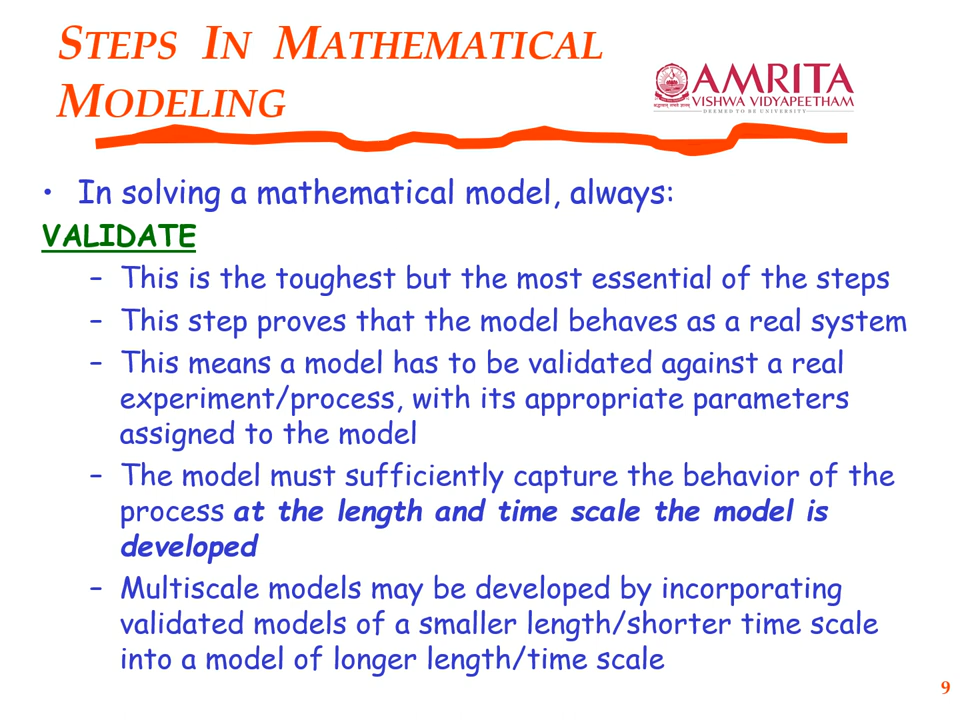 STEPS IN MATHEMATICAL
MODELING
AMRITA
VISHWA VIDYAPEETHAM
DEEMED TO BE UNIVERSITY
• In solving a mathematical model, always:
VALIDATE
– This is the toughest but the most essential of the steps
– This step proves that the model behaves as a real system
– This means a model has to be validated against a real
experiment/process, with its appropriate parameters
assigned to the model
– The model must sufficiently capture the behavior of the
process at the length and time scale the model is
developed
– Multiscale models may be developed by incorporating
validated models of a smaller length/shorter time scale
into a model of longer length/time scale
9